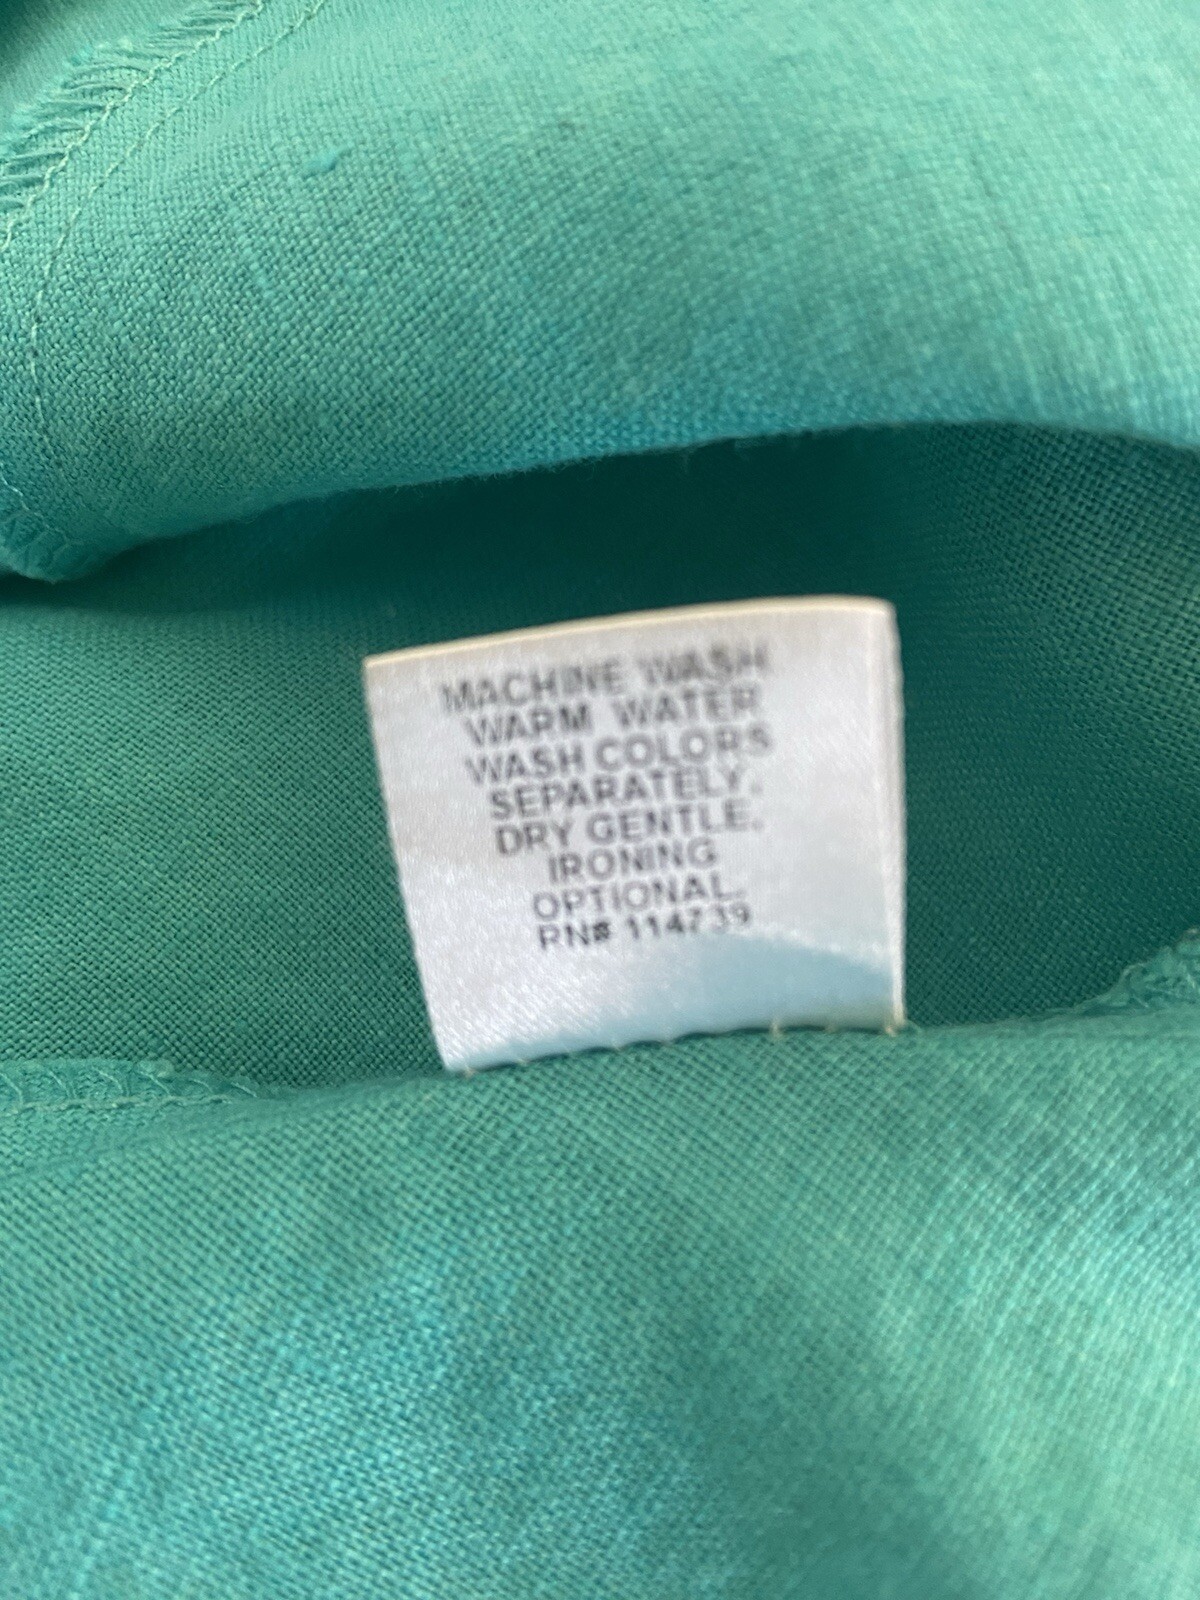 MACHINE WASH
WARM WATER
WASH COLORS
SEPARATELY.
DRY GENTLE.
IRONING
OPTIONAL.
RN# 114739